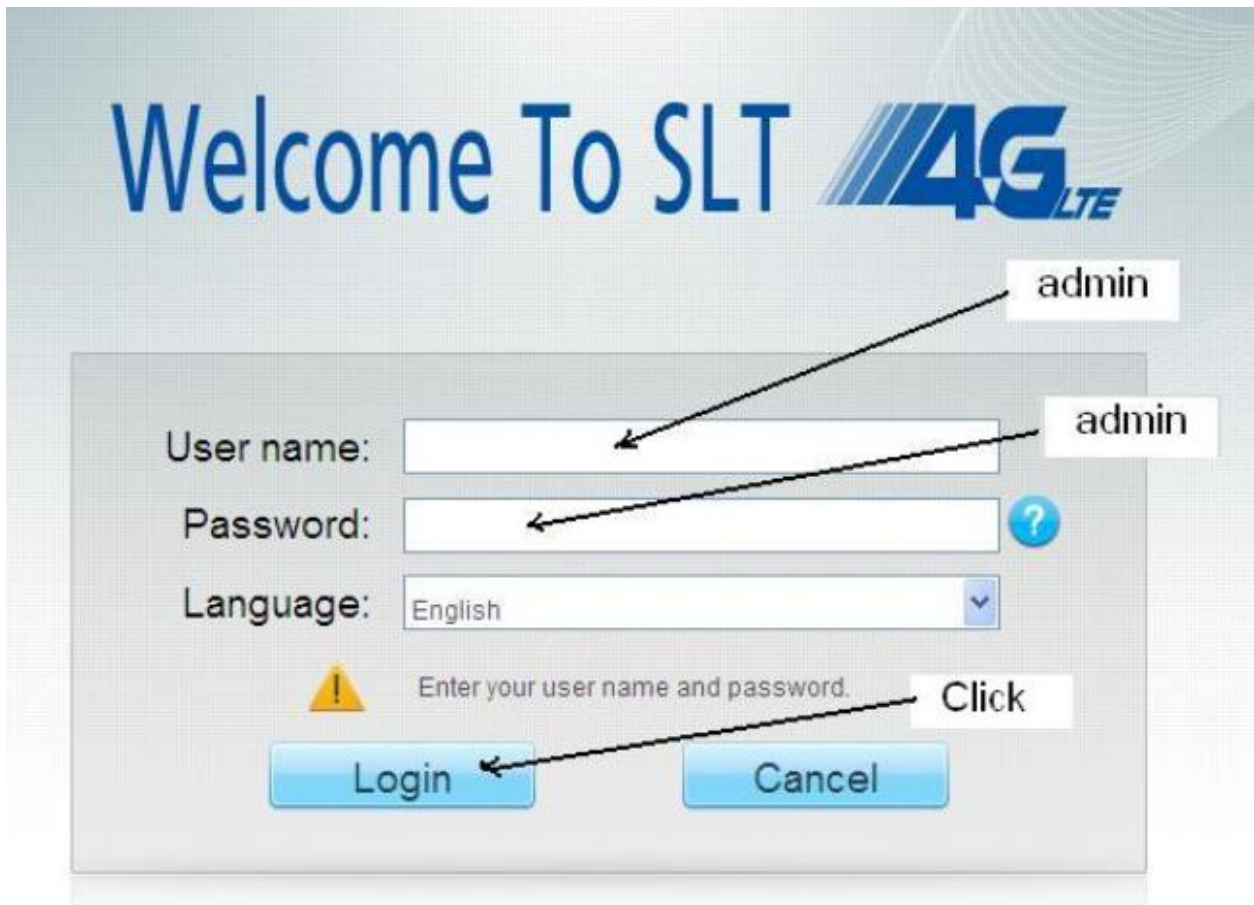 Welcome To SLT 4G LTE
admin
admin
User name:
Password:
?
Language: English
! Enter your user name and password.
Click
Login Cancel